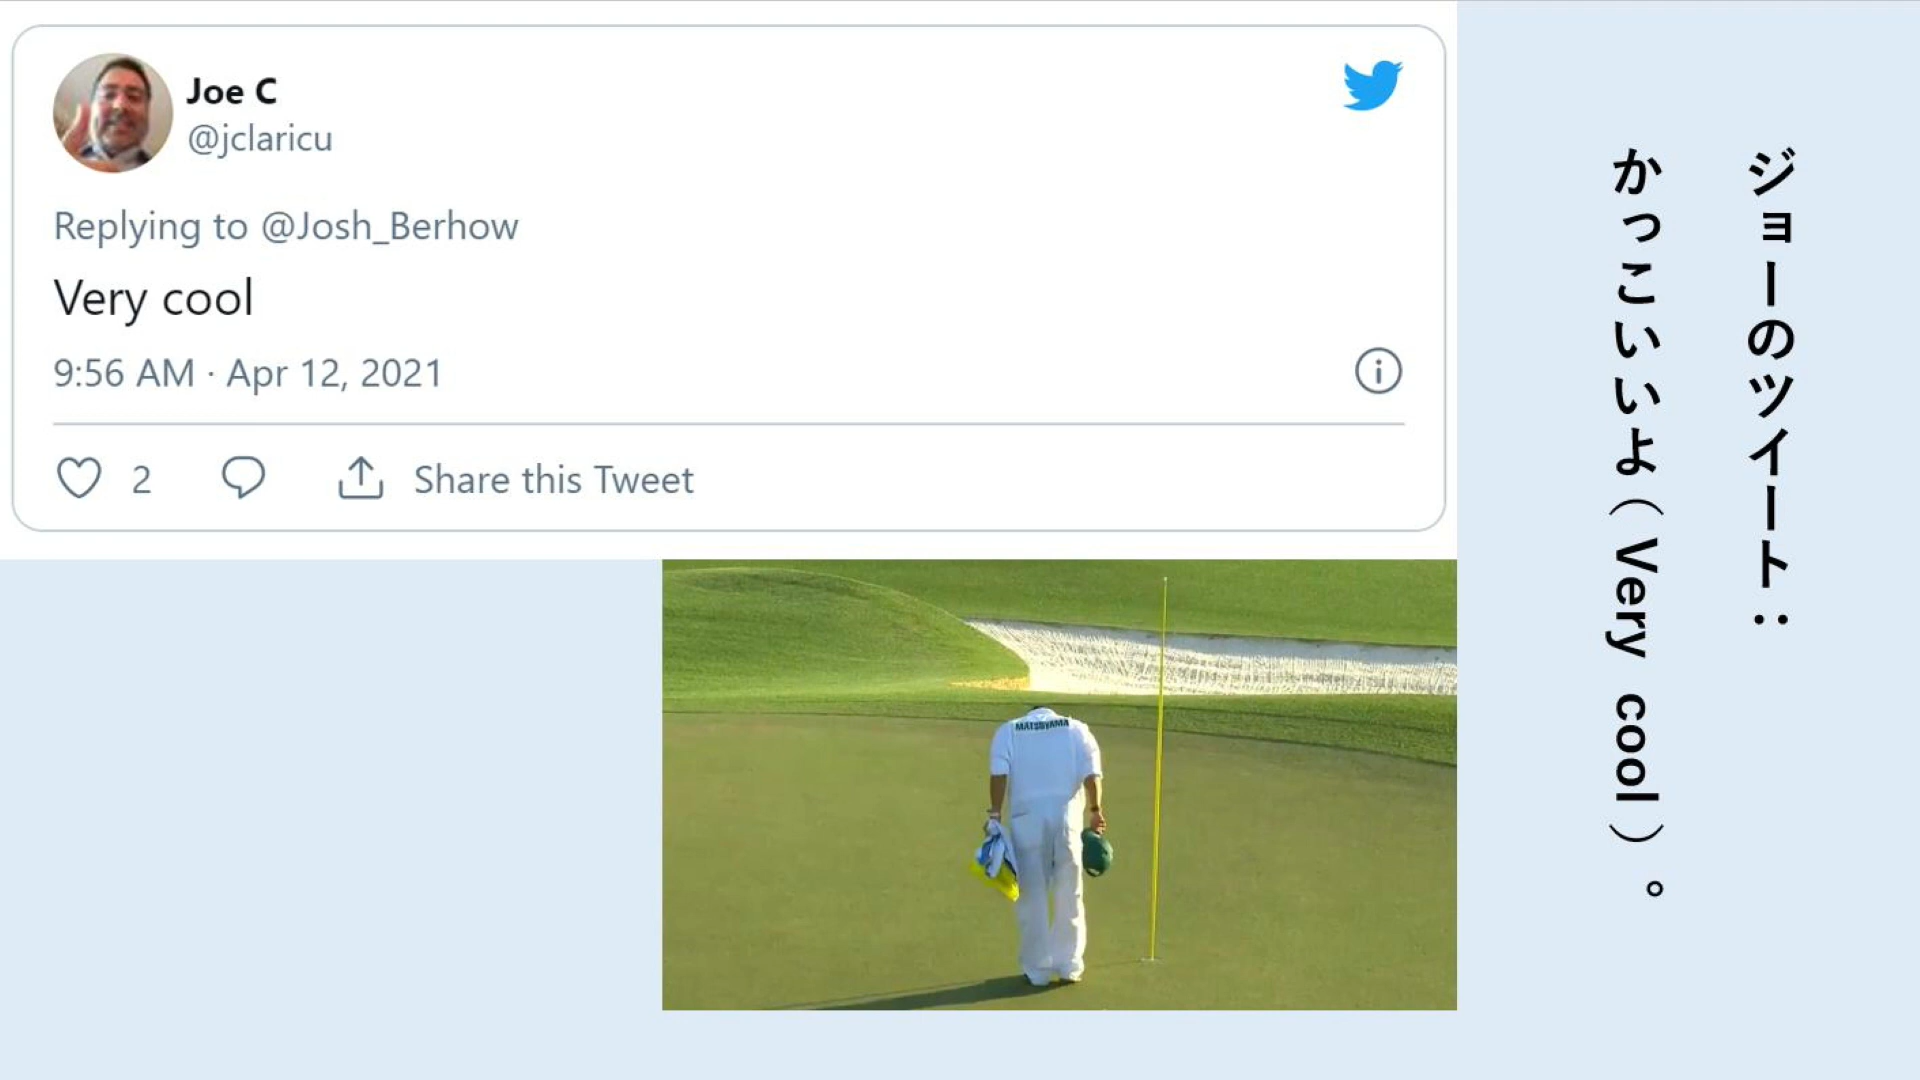 Joe C
@jclaricu
Replying to @Josh_Berhow
Very cool
9:56 AM · Apr 12, 2021
2
Share this Tweet
MATSUYAMA
ジョーのツイート：
かっこいいよ（Very cool）。